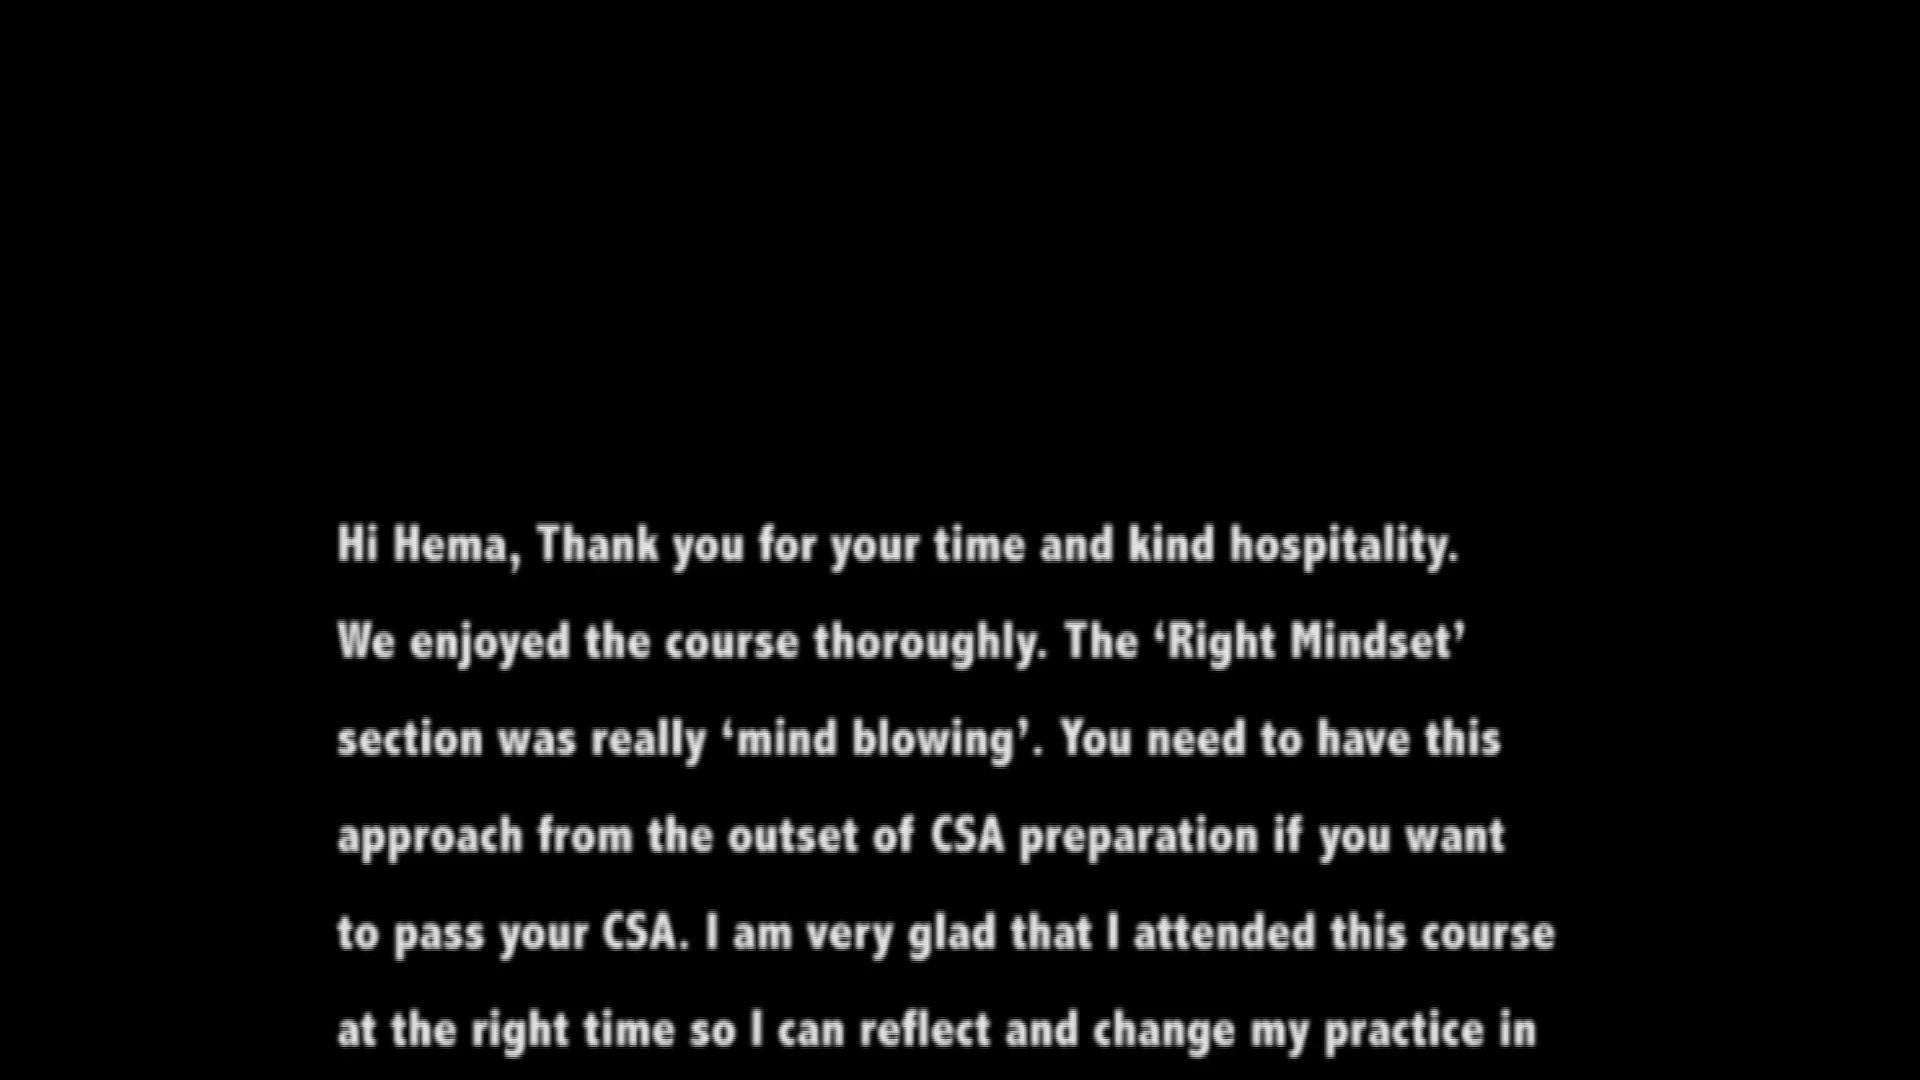 Hi Hema, Thank you for your time and kind hospitality.
We enjoyed the course thoroughly. The ‘Right Mindset’
section was really ‘mind blowing’. You need to have this
approach from the outset of CSA preparation if you want
to pass your CSA. I am very glad that I attended this course
at the right time so I can reflect and change my practice in